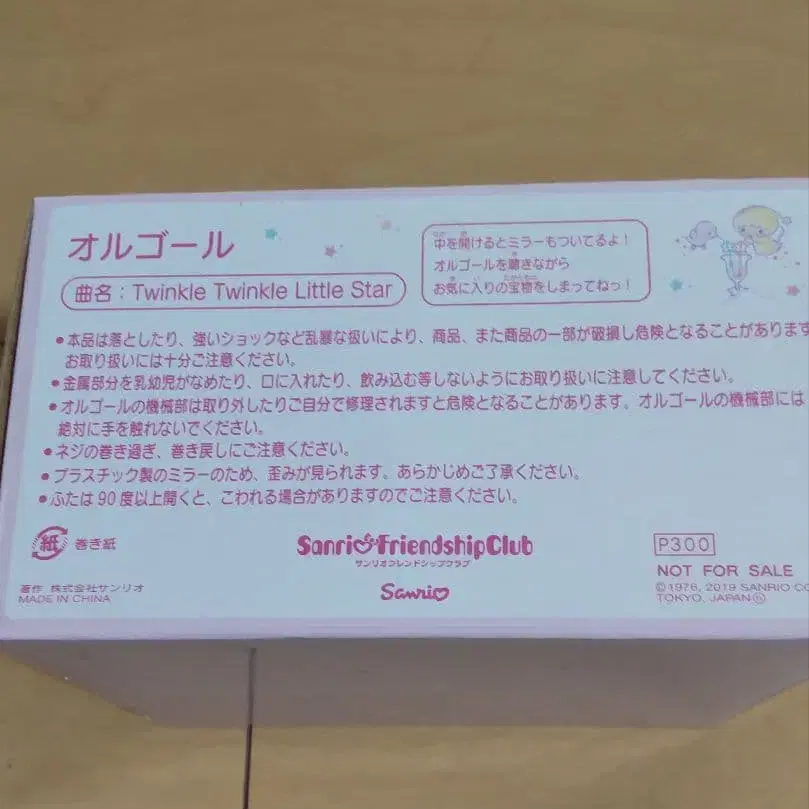 オルゴール
曲名：Twinkle Twinkle Little Star
中を開けるとミラーもついてるよ！
オルゴールを聴きながら
お気に入りの宝物をしまってねっ！
●本品は落としたり、強いショックなど乱暴な扱いにより、商品、また商品の一部が破損し危険となることがあります
お取り扱いには十分ご注意ください。
●金属部分を乳幼児がなめたり、口に入れたり、飲み込む等しないようにお取り扱いに注意してください。
●オルゴールの機械部は取り外したりご自分で修理されますと危険となることがあります。オルゴールの機械部には
絶対に手を触れないでください。
●ネジの巻き過ぎ、巻き戻しにご注意ください。
●プラスチック製のミラーのため、歪みが見られます。あらかじめご了承ください。
●ふたは90度以上開くと、こわれる場合がありますのでご注意ください。
紙 巻き紙
Sanrio FriendshipClub
サンリオフレンドシップクラブ
Sanrio
著作 株式会社サンリオ
MADE IN CHINA
P300
NOT FOR SALE
©1976, 2019 SANRIO CO
TOKYO, JAPAN